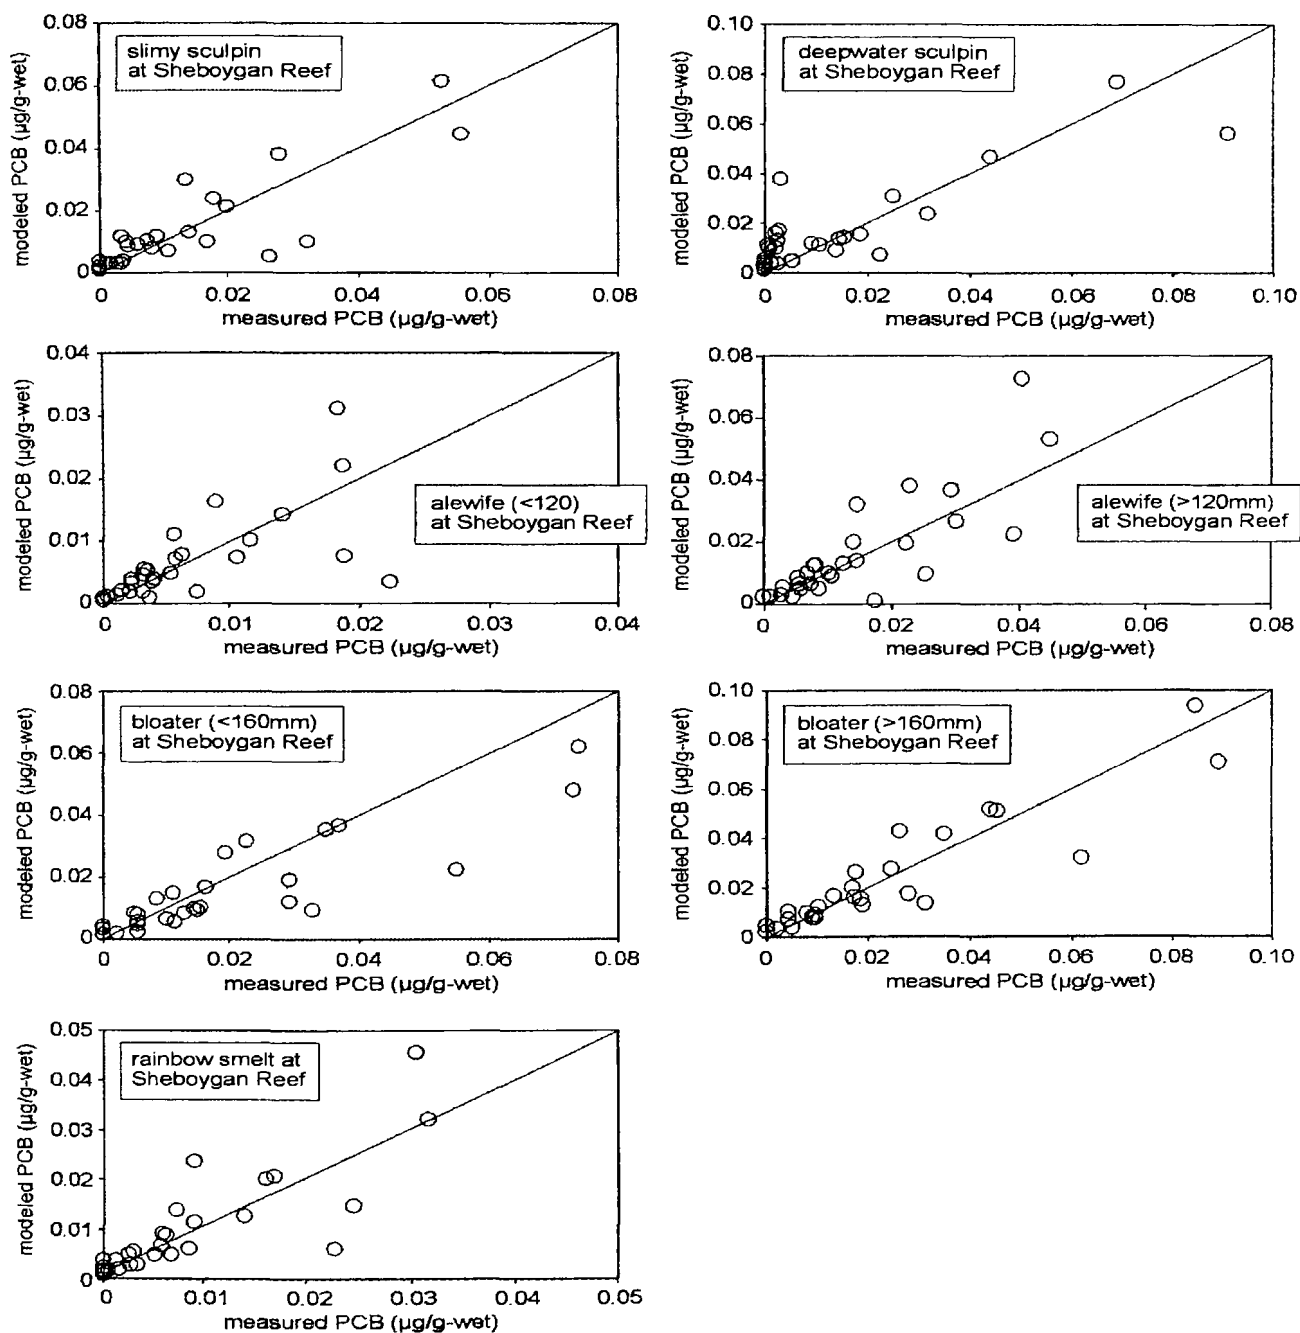 slimy sculpin
at Sheboygan Reef
modeled PCB (µg/g-wet)
0.08
0.06
0.04
0.02
0
0
0.02
0.04
0.06
0.08
measured PCB (µg/g-wet)
deepwater sculpin
at Sheboygan Reef
modeled PCB (µg/g-wet)
0.10
0.08
0.06
0.04
0.02
0
0
0.02
0.04
0.06
0.08
0.10
measured PCB (µg/g-wet)
alewife (<120)
at Sheboygan Reef
modeled PCB (µg/g-wet)
0.04
0.03
0.02
0.01
0
0
0.01
0.02
0.03
0.04
measured PCB (µg/g-wet)
alewife (>120mm)
at Sheboygan Reef
modeled PCB (µg/g-wet)
0.08
0.06
0.04
0.02
0
0
0.02
0.04
0.06
0.08
measured PCB (µg/g-wet)
bloater (<160mm)
at Sheboygan Reef
modeled PCB (µg/g-wet)
0.08
0.06
0.04
0.02
0
0
0.02
0.04
0.06
0.08
measured PCB (µg/g-wet)
bloater (>160mm)
at Sheboygan Reef
modeled PCB (µg/g-wet)
0.10
0.08
0.06
0.04
0.02
0
0
0.02
0.04
0.06
0.08
0.10
measured PCB (µg/g-wet)
rainbow smelt at
Sheboygan Reef
modeled PCB (µg/g-wet)
0.05
0.04
0.03
0.02
0.01
0
0
0.01
0.02
0.03
0.04
0.05
measured PCB (µg/g-wet)